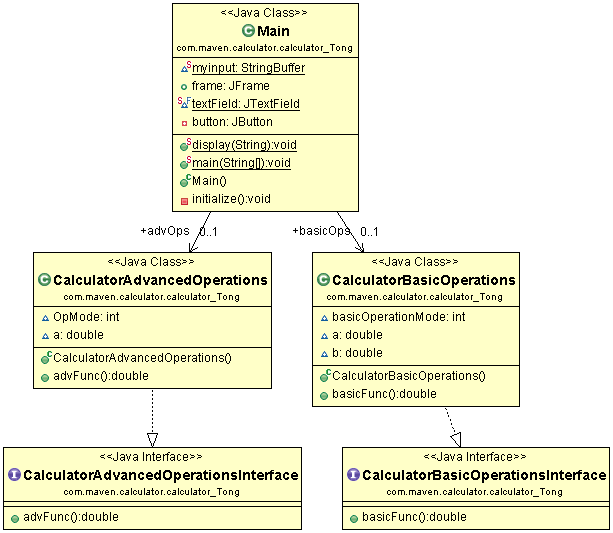 <<Java Class>>
Main
com.maven.calculator.calculator_Tong
myinput: StringBuffer
frame: JFrame
textField: JTextField
button: JButton
display(String):void
main(String[]):void
Main()
initialize():void
+advOps 0..1
+basicOps 0..1
<<Java Class>>
CalculatorAdvancedOperations
com.maven.calculator.calculator_Tong
OpMode: int
a: double
CalculatorAdvancedOperations()
advFunc():double
<<Java Class>>
CalculatorBasicOperations
com.maven.calculator.calculator_Tong
basicOperationMode: int
a: double
b: double
CalculatorBasicOperations()
basicFunc():double
<<Java Interface>>
CalculatorAdvancedOperationsInterface
com.maven.calculator.calculator_Tong
advFunc():double
<<Java Interface>>
CalculatorBasicOperationsInterface
com.maven.calculator.calculator_Tong
basicFunc():double